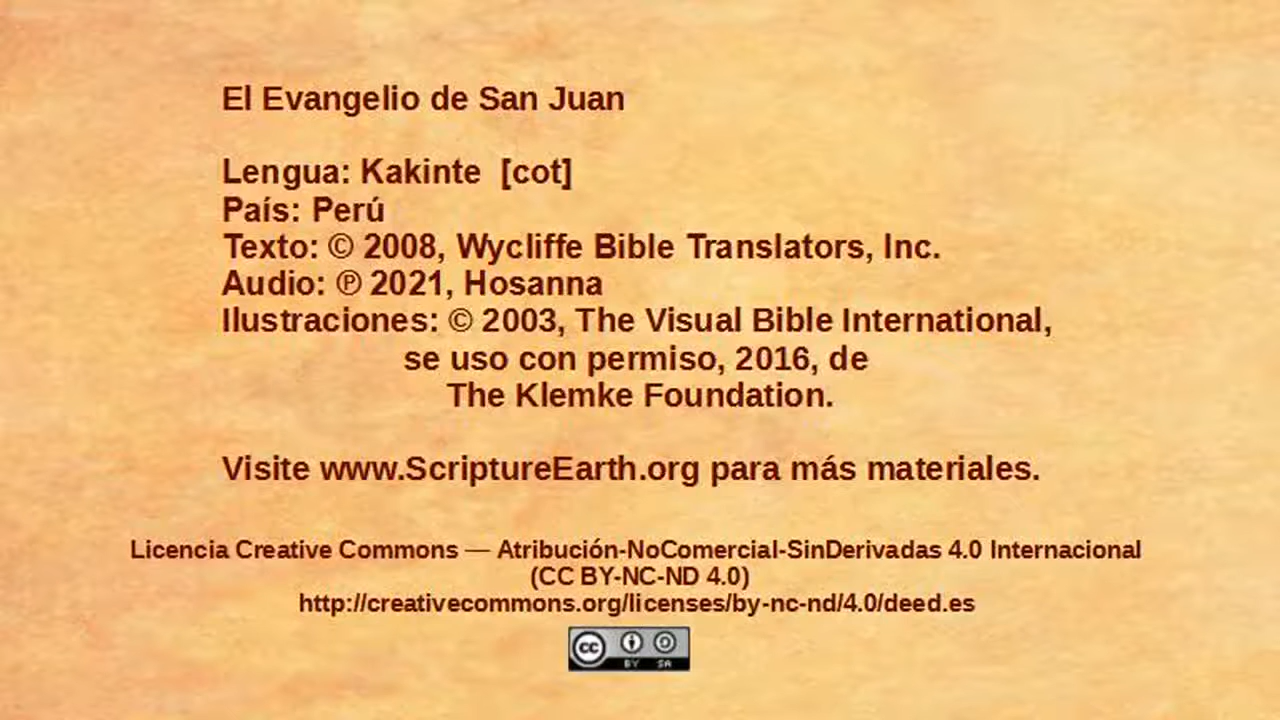 El Evangelio de San Juan
Lengua: Kakinte [cot]
País: Perú
Texto: © 2008, Wycliffe Bible Translators, Inc.
Audio: ℗ 2021, Hosanna
Ilustraciones: © 2003, The Visual Bible International,
se uso con permiso, 2016, de
The Klemke Foundation.
Visite www.ScriptureEarth.org para más materiales.
Licencia Creative Commons — Atribución-NoComercial-SinDerivadas 4.0 Internacional
(CC BY-NC-ND 4.0)
http://creativecommons.org/licenses/by-nc-nd/4.0/deed.es
cc BY SA